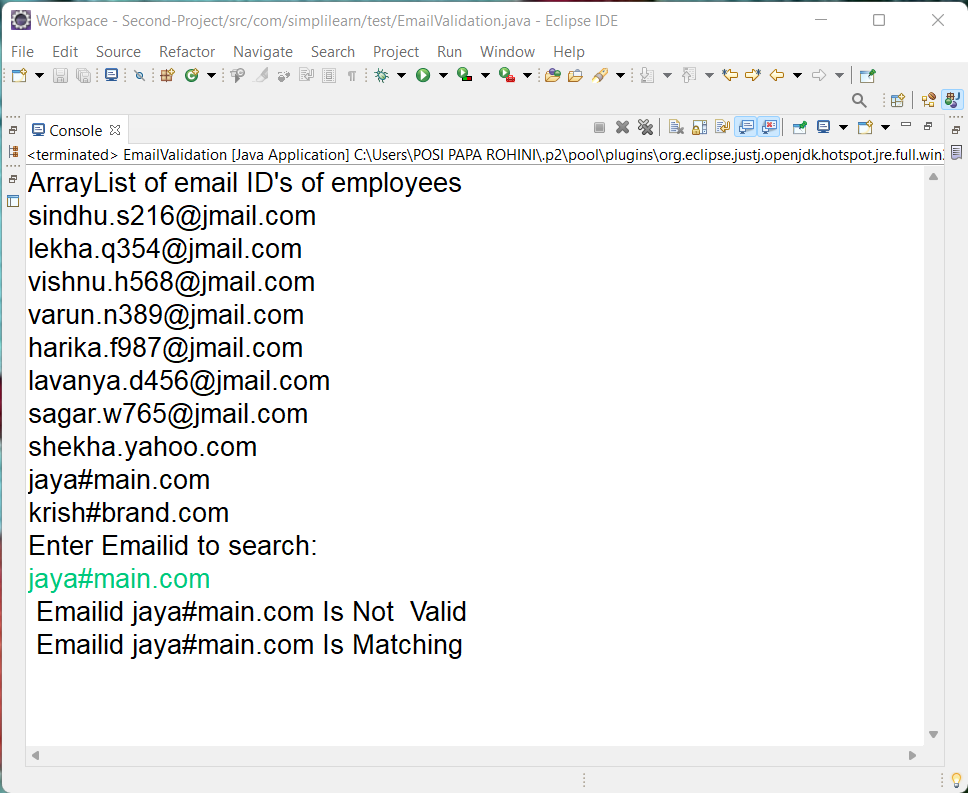 Workspace - Second-Project/src/com/simplilearn/test/EmailValidation.java - Eclipse IDE
File Edit Source Refactor Navigate Search Project Run Window Help
Console
<terminated> EmailValidation [Java Application] C:\Users\POSI PAPA ROHINI\.p2\pool\plugins\org.eclipse.justj.openjdk.hotspot.jre.full.win
ArrayList of email ID's of employees
sindhu.s216@jmail.com
lekha.q354@jmail.com
vishnu.h568@jmail.com
varun.n389@jmail.com
harika.f987@jmail.com
lavanya.d456@jmail.com
sagar.w765@jmail.com
shekha.yahoo.com
jaya#main.com
krish#brand.com
Enter Emailid to search:
jaya#main.com
Emailid jaya#main.com Is Not  Valid
Emailid jaya#main.com Is Matching